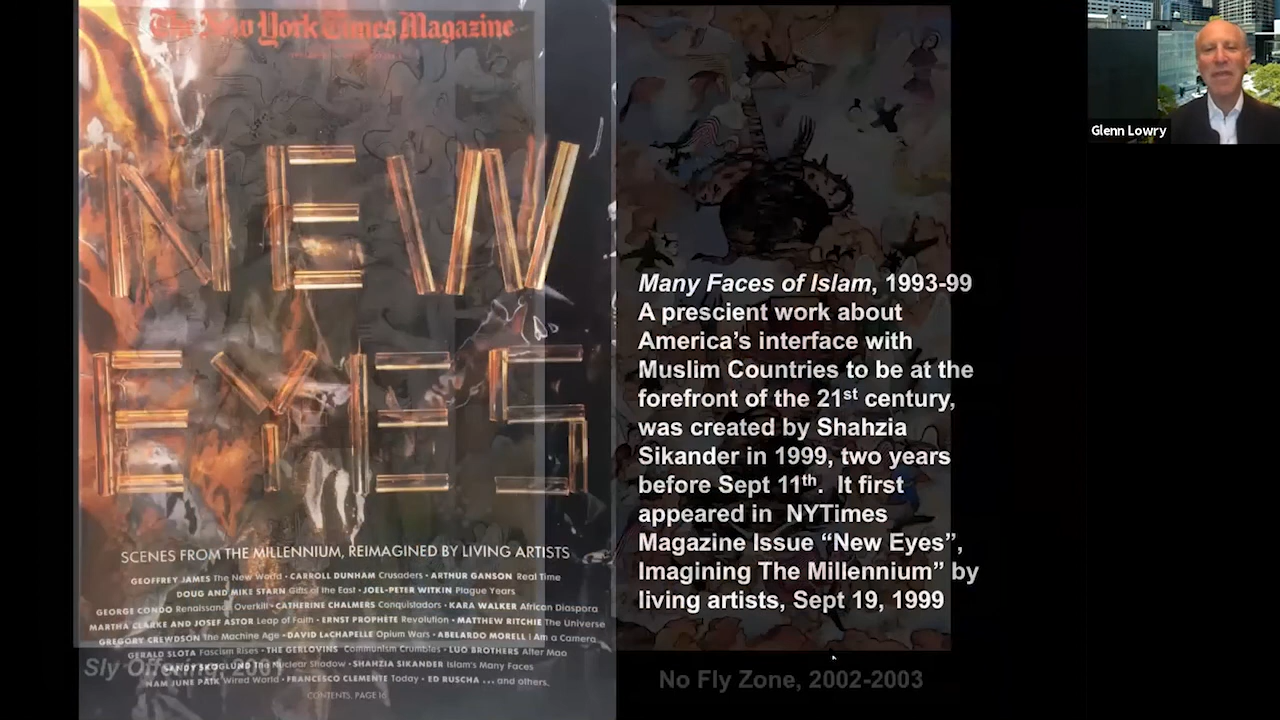 The New York Times Magazine
NEW
EYES
SCENES FROM THE MILLENNIUM, REIMAGINED BY LIVING ARTISTS
GEOFFREY JAMES The New World • CARROLL DUNHAM Crusaders • ARTHUR GANSON Real Time
DOUG AND MIKE STARN Gifts of the East • JOEL-PETER WITKIN Plague Years
GEORGE CONDO Renaissance Overkill • CATHERINE CHALMERS Conquistadors • KARA WALKER African Diaspora
MARTHA CLARKE AND JOSEF ASTOR Leap of Faith • ERNST PROPHÈTE Revolution • MATTHEW RITCHIE The Universe
GREGORY CREWDSON The Machine Age • DAVID LaCHAPELLE Opium Wars • ABELARDO MORELL I Am a Camera
GERALD SLOTA Fascism Rises • THE GERLOVINS Communism Crumbles • LUO BROTHERS After Mao
SANDY SKOGLUND The Nuclear Shadow • SHAHZIA SIKANDER Islam's Many Faces
NAM JUNE PAIK Wired World • FRANCESCO CLEMENTE Today • ED RUSCHA ... and others.
CONTENTS, PAGE 16
Sly Offering, 2001
Many Faces of Islam, 1993-99
A prescient work about
America's interface with
Muslim Countries to be at the
forefront of the 21st century,
was created by Shahzia
Sikander in 1999, two years
before Sept 11th. It first
appeared in NYTimes
Magazine Issue “New Eyes”,
Imagining The Millennium” by
living artists, Sept 19, 1999
No Fly Zone, 2002-2003
Glenn Lowry